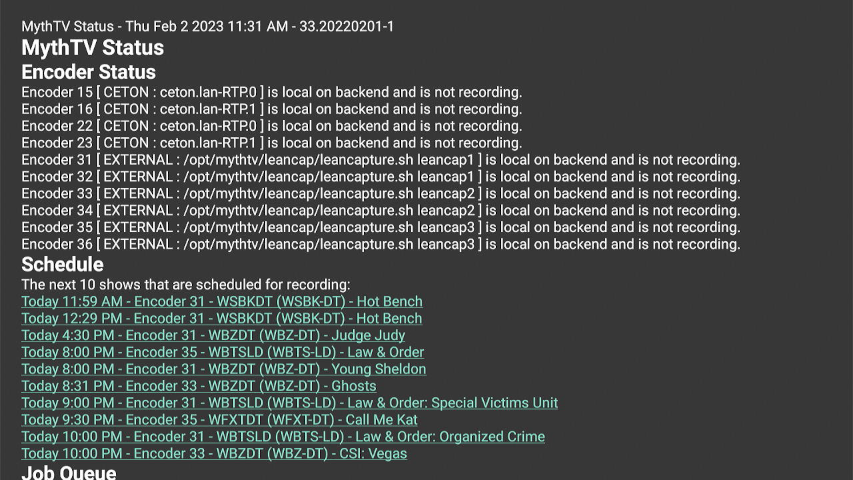 MythTV Status - Thu Feb 2 2023 11:31 AM - 33.20220201-1
MythTV Status
Encoder Status
Encoder 15 [ CETON : ceton.lan-RTP.0 ] is local on backend and is not recording.
Encoder 16 [ CETON : ceton.lan-RTP.1 ] is local on backend and is not recording.
Encoder 22 [ CETON : ceton.lan-RTP.0 ] is local on backend and is not recording.
Encoder 23 [ CETON : ceton.lan-RTP.1 ] is local on backend and is not recording.
Encoder 31 [ EXTERNAL : /opt/mythtv/leancap/leancapture.sh leancap1 ] is local on backend and is not recording.
Encoder 32 [ EXTERNAL : /opt/mythtv/leancap/leancapture.sh leancap1 ] is local on backend and is not recording.
Encoder 33 [ EXTERNAL : /opt/mythtv/leancap/leancapture.sh leancap2 ] is local on backend and is not recording.
Encoder 34 [ EXTERNAL : /opt/mythtv/leancap/leancapture.sh leancap2 ] is local on backend and is not recording.
Encoder 35 [ EXTERNAL : /opt/mythtv/leancap/leancapture.sh leancap3 ] is local on backend and is not recording.
Encoder 36 [ EXTERNAL : /opt/mythtv/leancap/leancapture.sh leancap3 ] is local on backend and is not recording.
Schedule
The next 10 shows that are scheduled for recording:
Today 11:59 AM - Encoder 31 - WSBKDT (WSBK-DT) - Hot Bench
Today 12:29 PM - Encoder 31 - WSBKDT (WSBK-DT) - Hot Bench
Today 4:30 PM - Encoder 31 - WBZDT (WBZ-DT) - Judge Judy
Today 8:00 PM - Encoder 35 - WBTSLD (WBTS-LD) - Law & Order
Today 8:00 PM - Encoder 31 - WBZDT (WBZ-DT) - Young Sheldon
Today 8:31 PM - Encoder 33 - WBZDT (WBZ-DT) - Ghosts
Today 9:00 PM - Encoder 31 - WBTSLD (WBTS-LD) - Law & Order: Special Victims Unit
Today 9:30 PM - Encoder 35 - WFXTDT (WFXT-DT) - Call Me Kat
Today 10:00 PM - Encoder 31 - WBTSLD (WBTS-LD) - Law & Order: Organized Crime
Today 10:00 PM - Encoder 33 - WBZDT (WBZ-DT) - CSI: Vegas
Job Queue